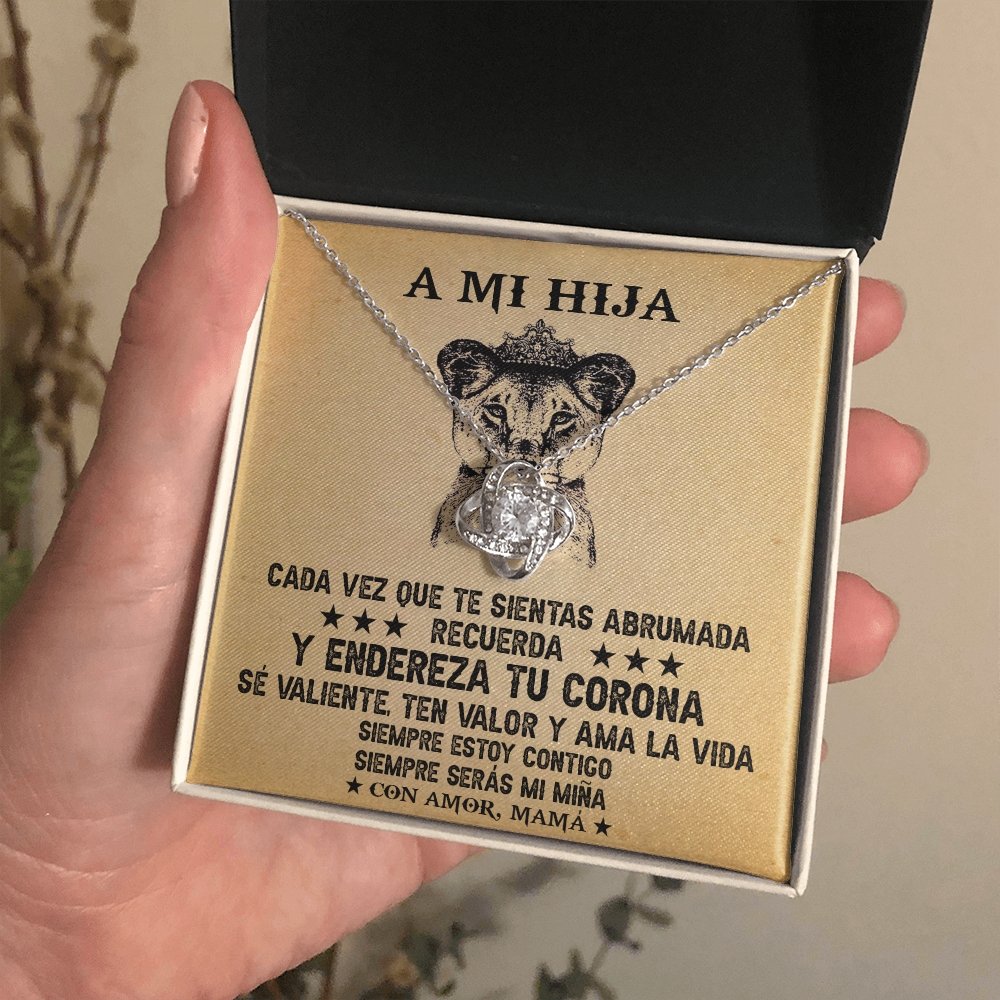 A MI HIJA
CADA VEZ QUE TE SIENTAS ABRUMADA
★★★ RECUERDA ★★★
Y ENDEREZA TU CORONA
SÉ VALIENTE, TEN VALOR Y AMA LA VIDA
SIEMPRE ESTOY CONTIGO
SIEMPRE SERÁS MI MIÑA
★ CON AMOR, MAMÁ ★